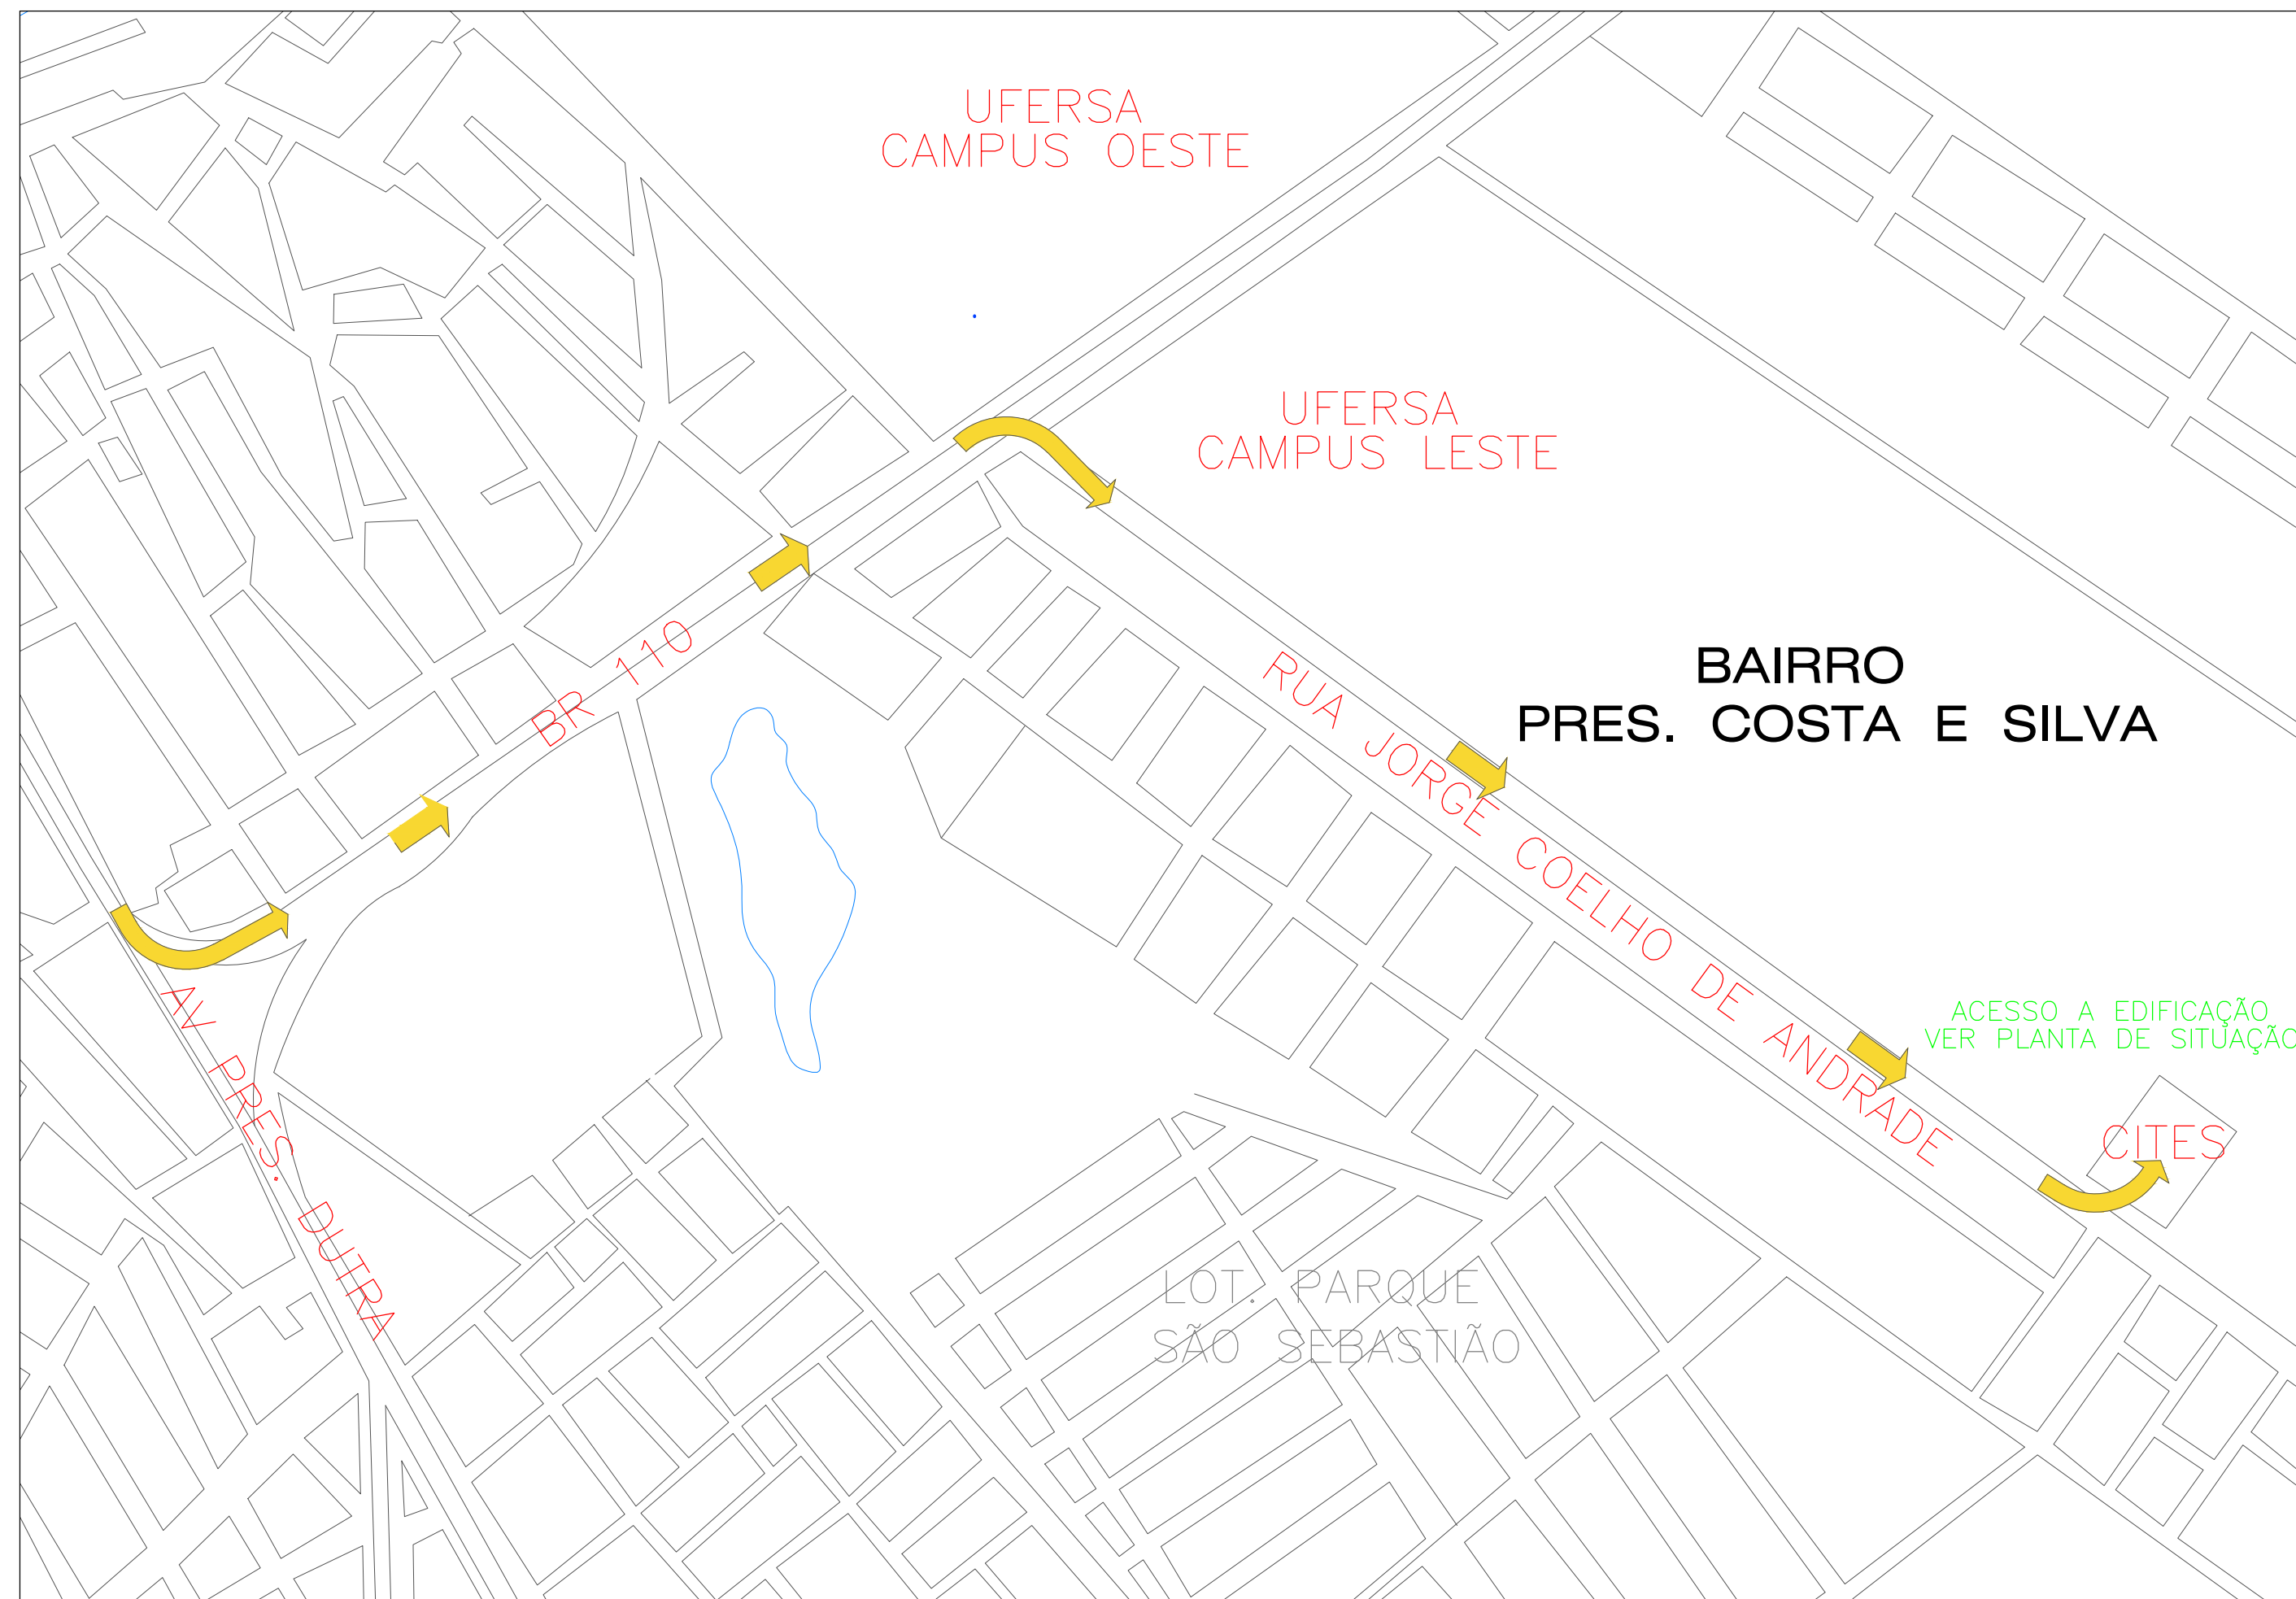 UFERSA
CAMPUS OESTE
UFERSA
CAMPUS LESTE
BR 110
BAIRRO
PRES. COSTA E SILVA
RUA JORGE COELHO DE ANDRADE
AV PRES. DUTRA
ACESSO A EDIFICAÇÃO
VER PLANTA DE SITUAÇÃO
CITES
LOT. PARQUE
SÃO SEBASTIÃO